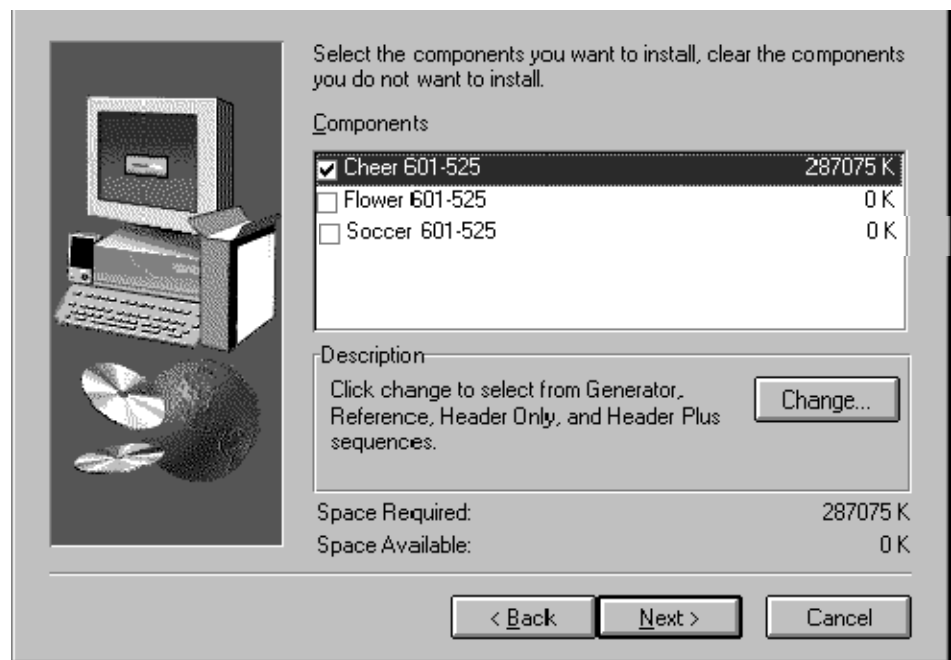 Select the components you want to install, clear the components
you do not want to install.
Components
Cheer 601-525 287075 K
Flower 601-525 0 K
Soccer 601-525 0 K
Description
Click change to select from Generator,
Reference, Header Only, and Header Plus
sequences.
Change...
Space Required: 287075 K
Space Available: 0 K
< Back Next > Cancel